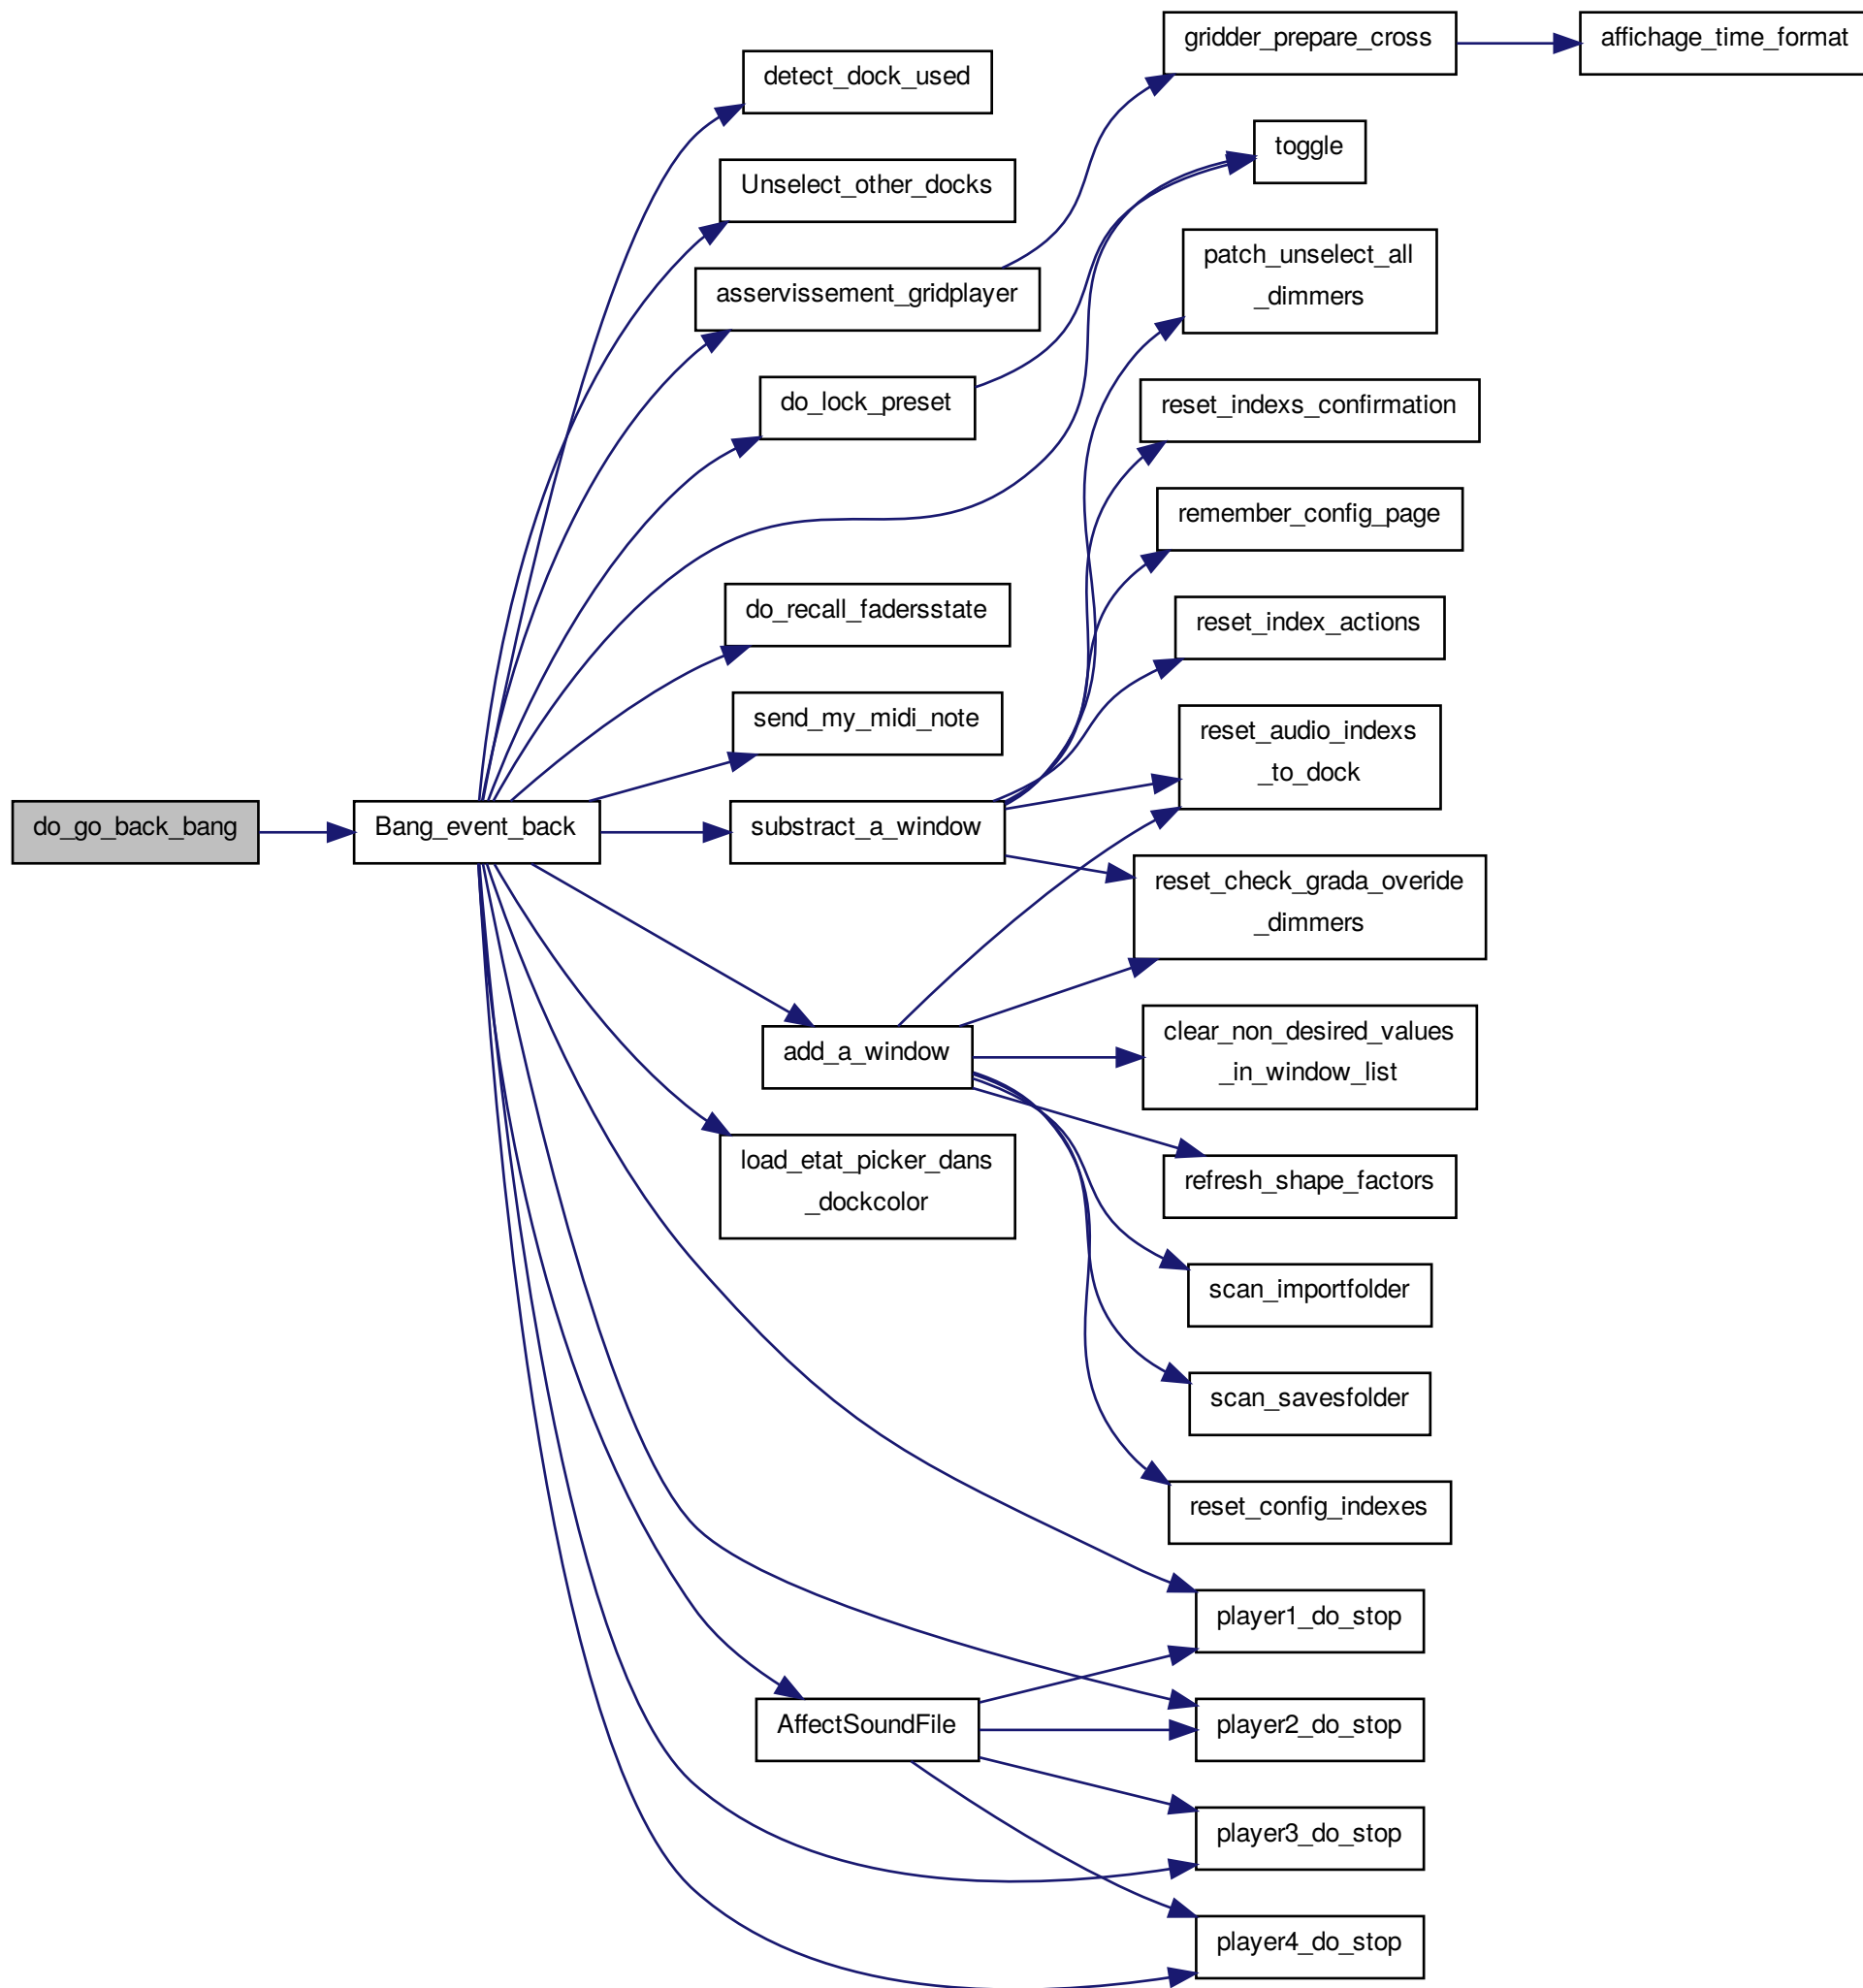 gridder_prepare_cross
affichage_time_format
detect_dock_used
toggle
Unselect_other_docks
patch_unselect_all
_dimmers
asservissement_gridplayer
do_lock_preset
reset_indexs_confirmation
remember_config_page
do_recall_fadersstate
reset_index_actions
send_my_midi_note
reset_audio_indexs
_to_dock
do_go_back_bang
Bang_event_back
substract_a_window
reset_check_grada_overide
_dimmers
add_a_window
clear_non_desired_values
_in_window_list
load_etat_picker_dans
_dockcolor
refresh_shape_factors
scan_importfolder
scan_savesfolder
reset_config_indexes
player1_do_stop
AffectSoundFile
player2_do_stop
player3_do_stop
player4_do_stop